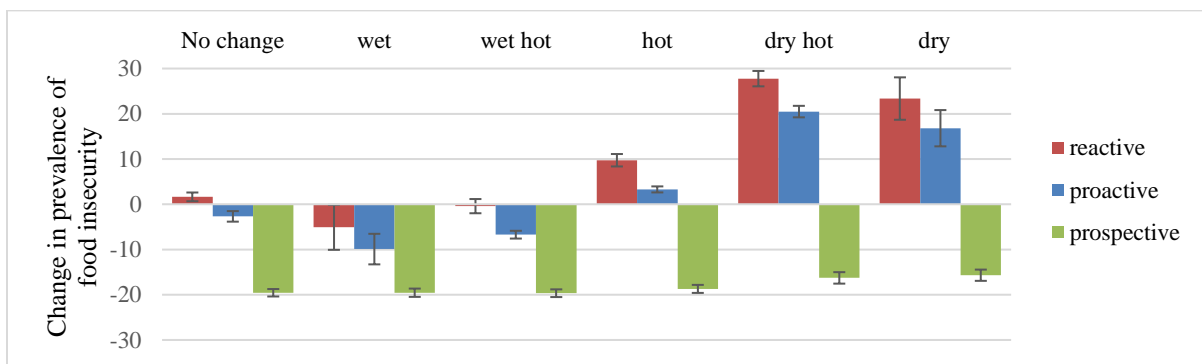 No change wet wet hot hot dry hot dry
Change in prevalence of
food insecurity
30
20
10
0
-10
-20
-30
reactive
proactive
prospective